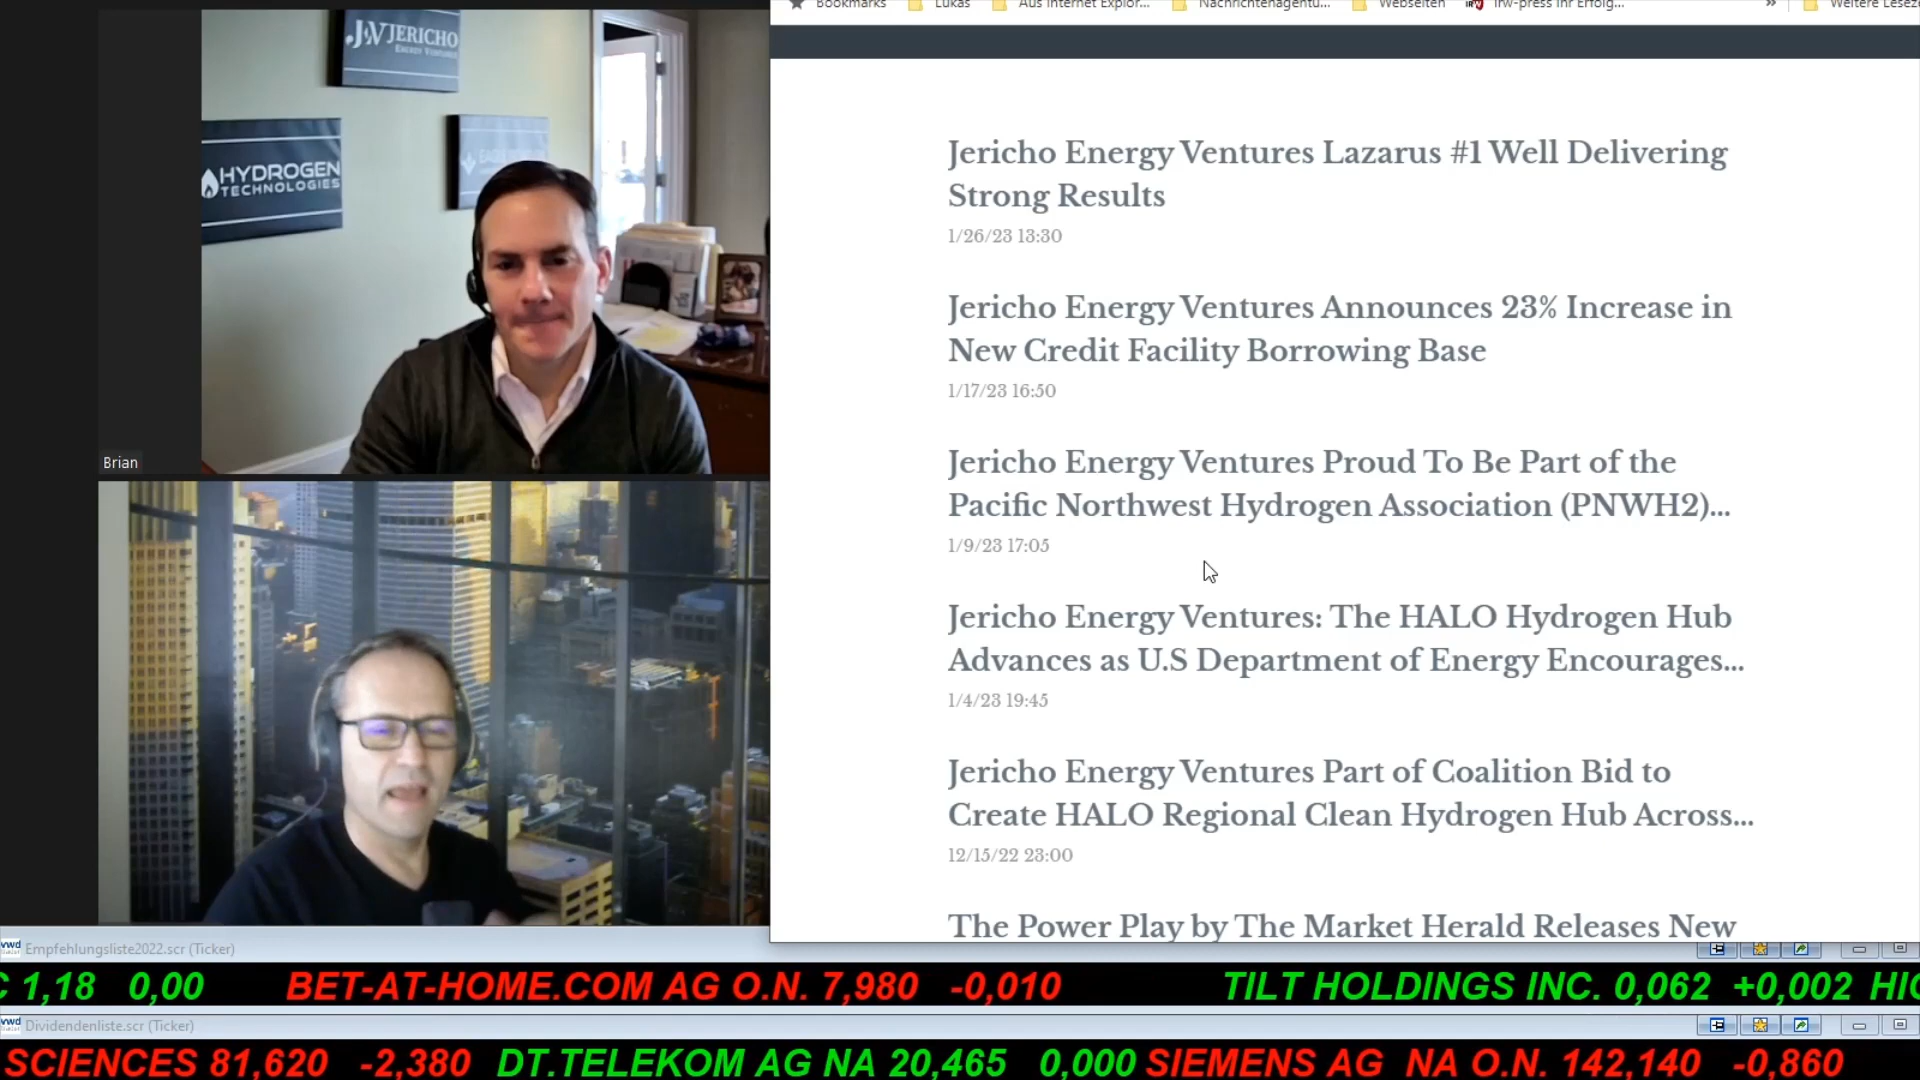 JERICHO
ENERGY VENTURES
HYDROGEN
TECHNOLOGIES
Brian
Bookmarks
Lukas
Aus Internet Explor...
Nachrichtenagentu...
Webseiten
Irw-press Ihr Erfolg...
»
Jericho Energy Ventures Lazarus #1 Well Delivering
Strong Results
1/26/23 13:30
Jericho Energy Ventures Announces 23% Increase in
New Credit Facility Borrowing Base
1/17/23 16:50
Jericho Energy Ventures Proud To Be Part of the
Pacific Northwest Hydrogen Association (PNWH2)...
1/9/23 17:05
Jericho Energy Ventures: The HALO Hydrogen Hub
Advances as U.S Department of Energy Encourages...
1/4/23 19:45
Jericho Energy Ventures Part of Coalition Bid to
Create HALO Regional Clean Hydrogen Hub Across...
12/15/22 23:00
The Power Play by The Market Herald Releases New
vwd Empfehlungsliste2022.scr (Ticker)
1,18 0,00 BET-AT-HOME.COM AG O.N. 7,980 -0,010 TILT HOLDINGS INC. 0,062 +0,002
vwd Dividendenliste.scr (Ticker)
SCIENCES 81,620 -2,380 DT.TELEKOM AG NA 20,465 0,000 SIEMENS AG NA O.N. 142,140 -0,860